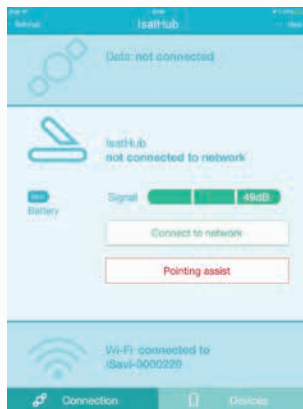 IsatHub
Data: not connected
IsatHub
not connected to network
Signal
49dB
Battery
Connect to network
Pointing assist
Wi-Fi: connected to
iSavi-0000220
Connection
Devices